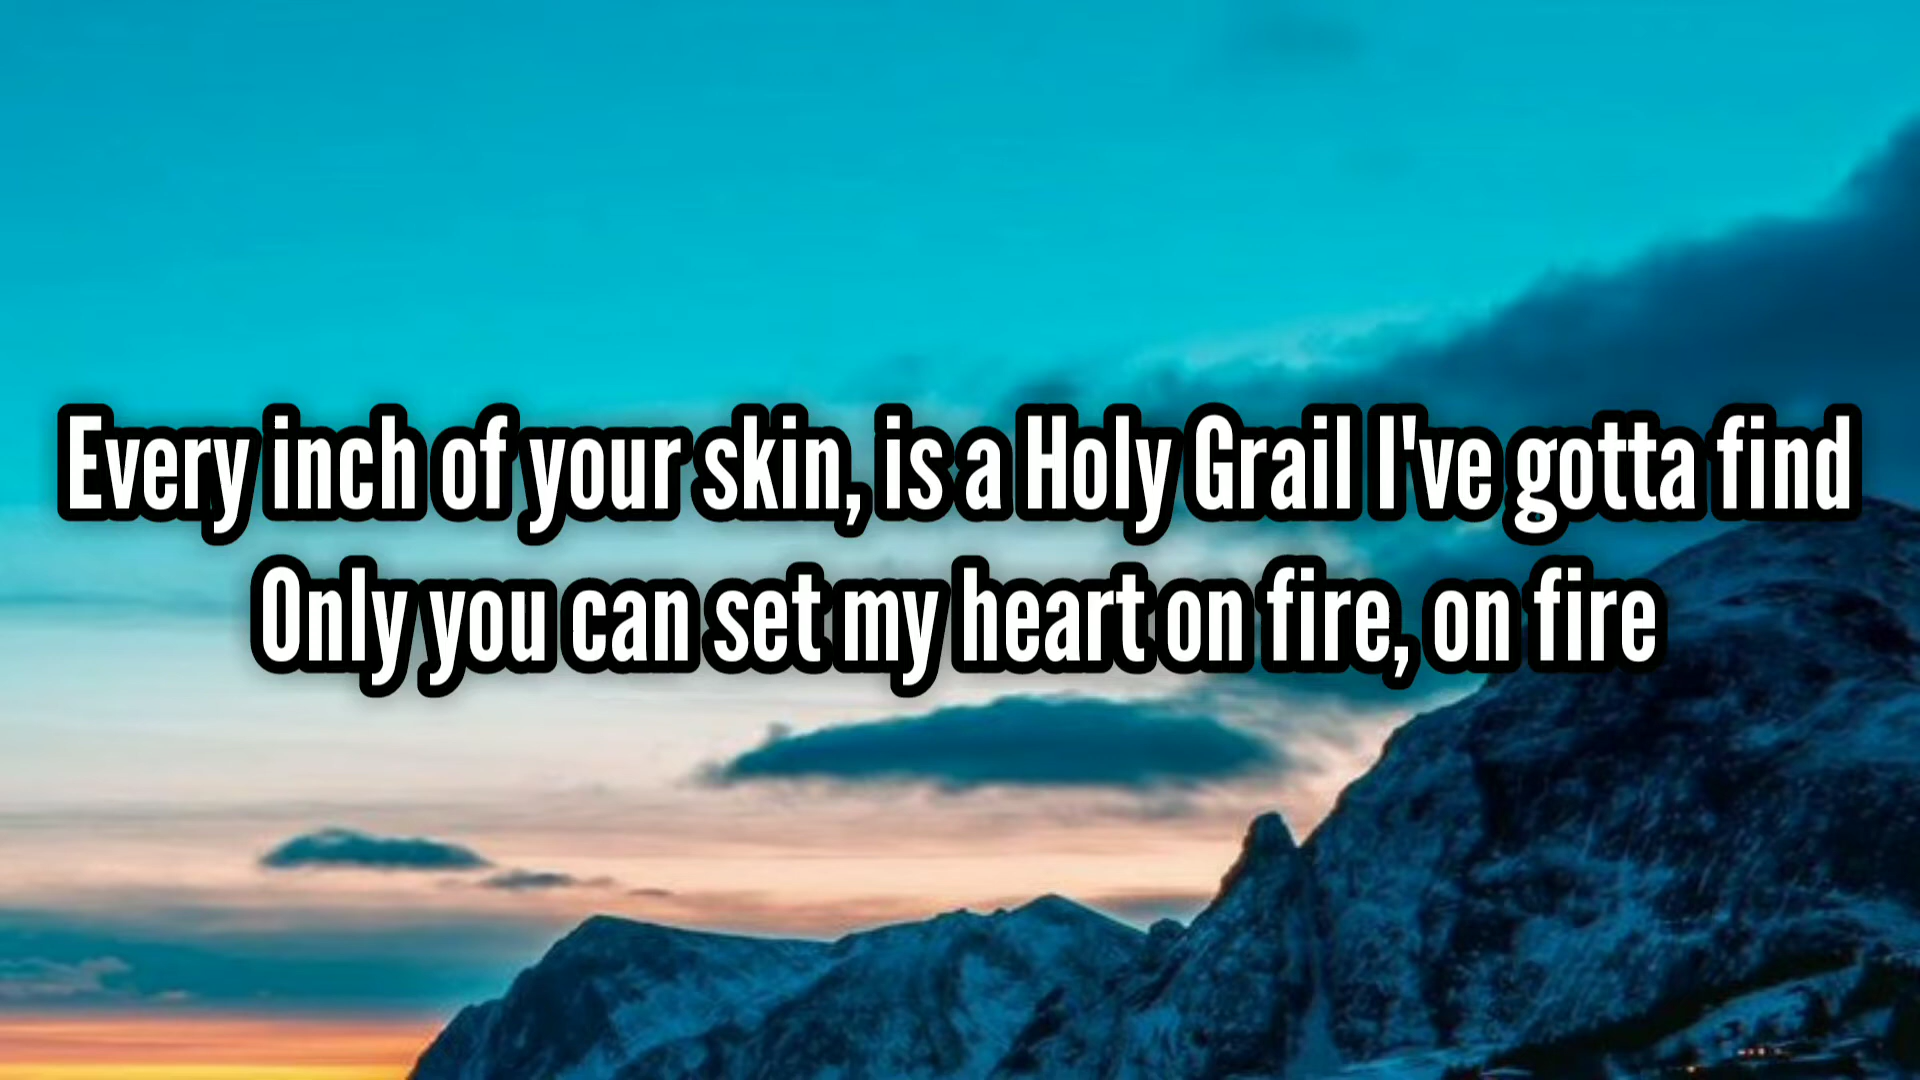 Every inch of your skin, is a Holy Grail I've gotta find
Only you can set my heart on fire, on fire